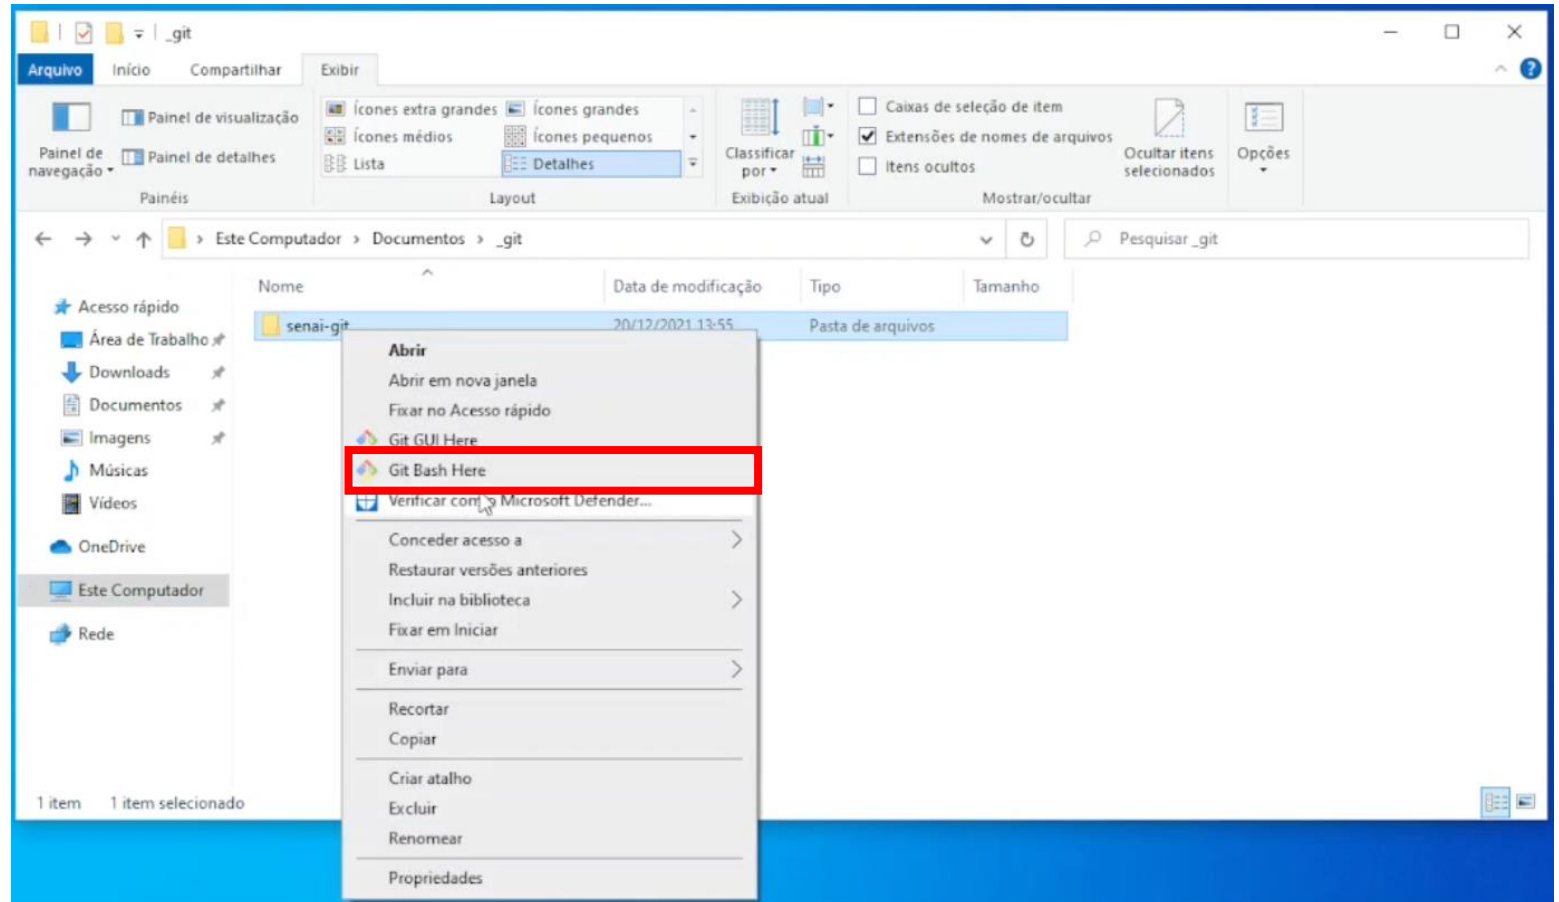 _git
Arquivo Início Compartilhar Exibir
Painel de navegação
Painel de visualização
Painel de detalhes
Painéis
Ícones extra grandes Ícones grandes
Ícones médios Ícones pequenos
Lista Detalhes
Layout
Classificar por
Exibição atual
Caixas de seleção de item
Extensões de nomes de arquivos
Itens ocultos
Ocultar itens selecionados
Mostrar/ocultar
Opções
Este Computador > Documentos > _git
Pesquisar _git
Nome Data de modificação Tipo Tamanho
senai-git 20/12/2021 13:55 Pasta de arquivos
Acesso rápido
Área de Trabalho
Downloads
Documentos
Imagens
Músicas
Vídeos
OneDrive
Este Computador
Rede
Abrir
Abrir em nova janela
Fixar no Acesso rápido
Git GUI Here
Git Bash Here
Verificar com o Microsoft Defender...
Conceder acesso a
Restaurar versões anteriores
Incluir na biblioteca
Fixar em Iniciar
Enviar para
Recortar
Copiar
Criar atalho
Excluir
Renomear
Propriedades
1 item 1 item selecionado